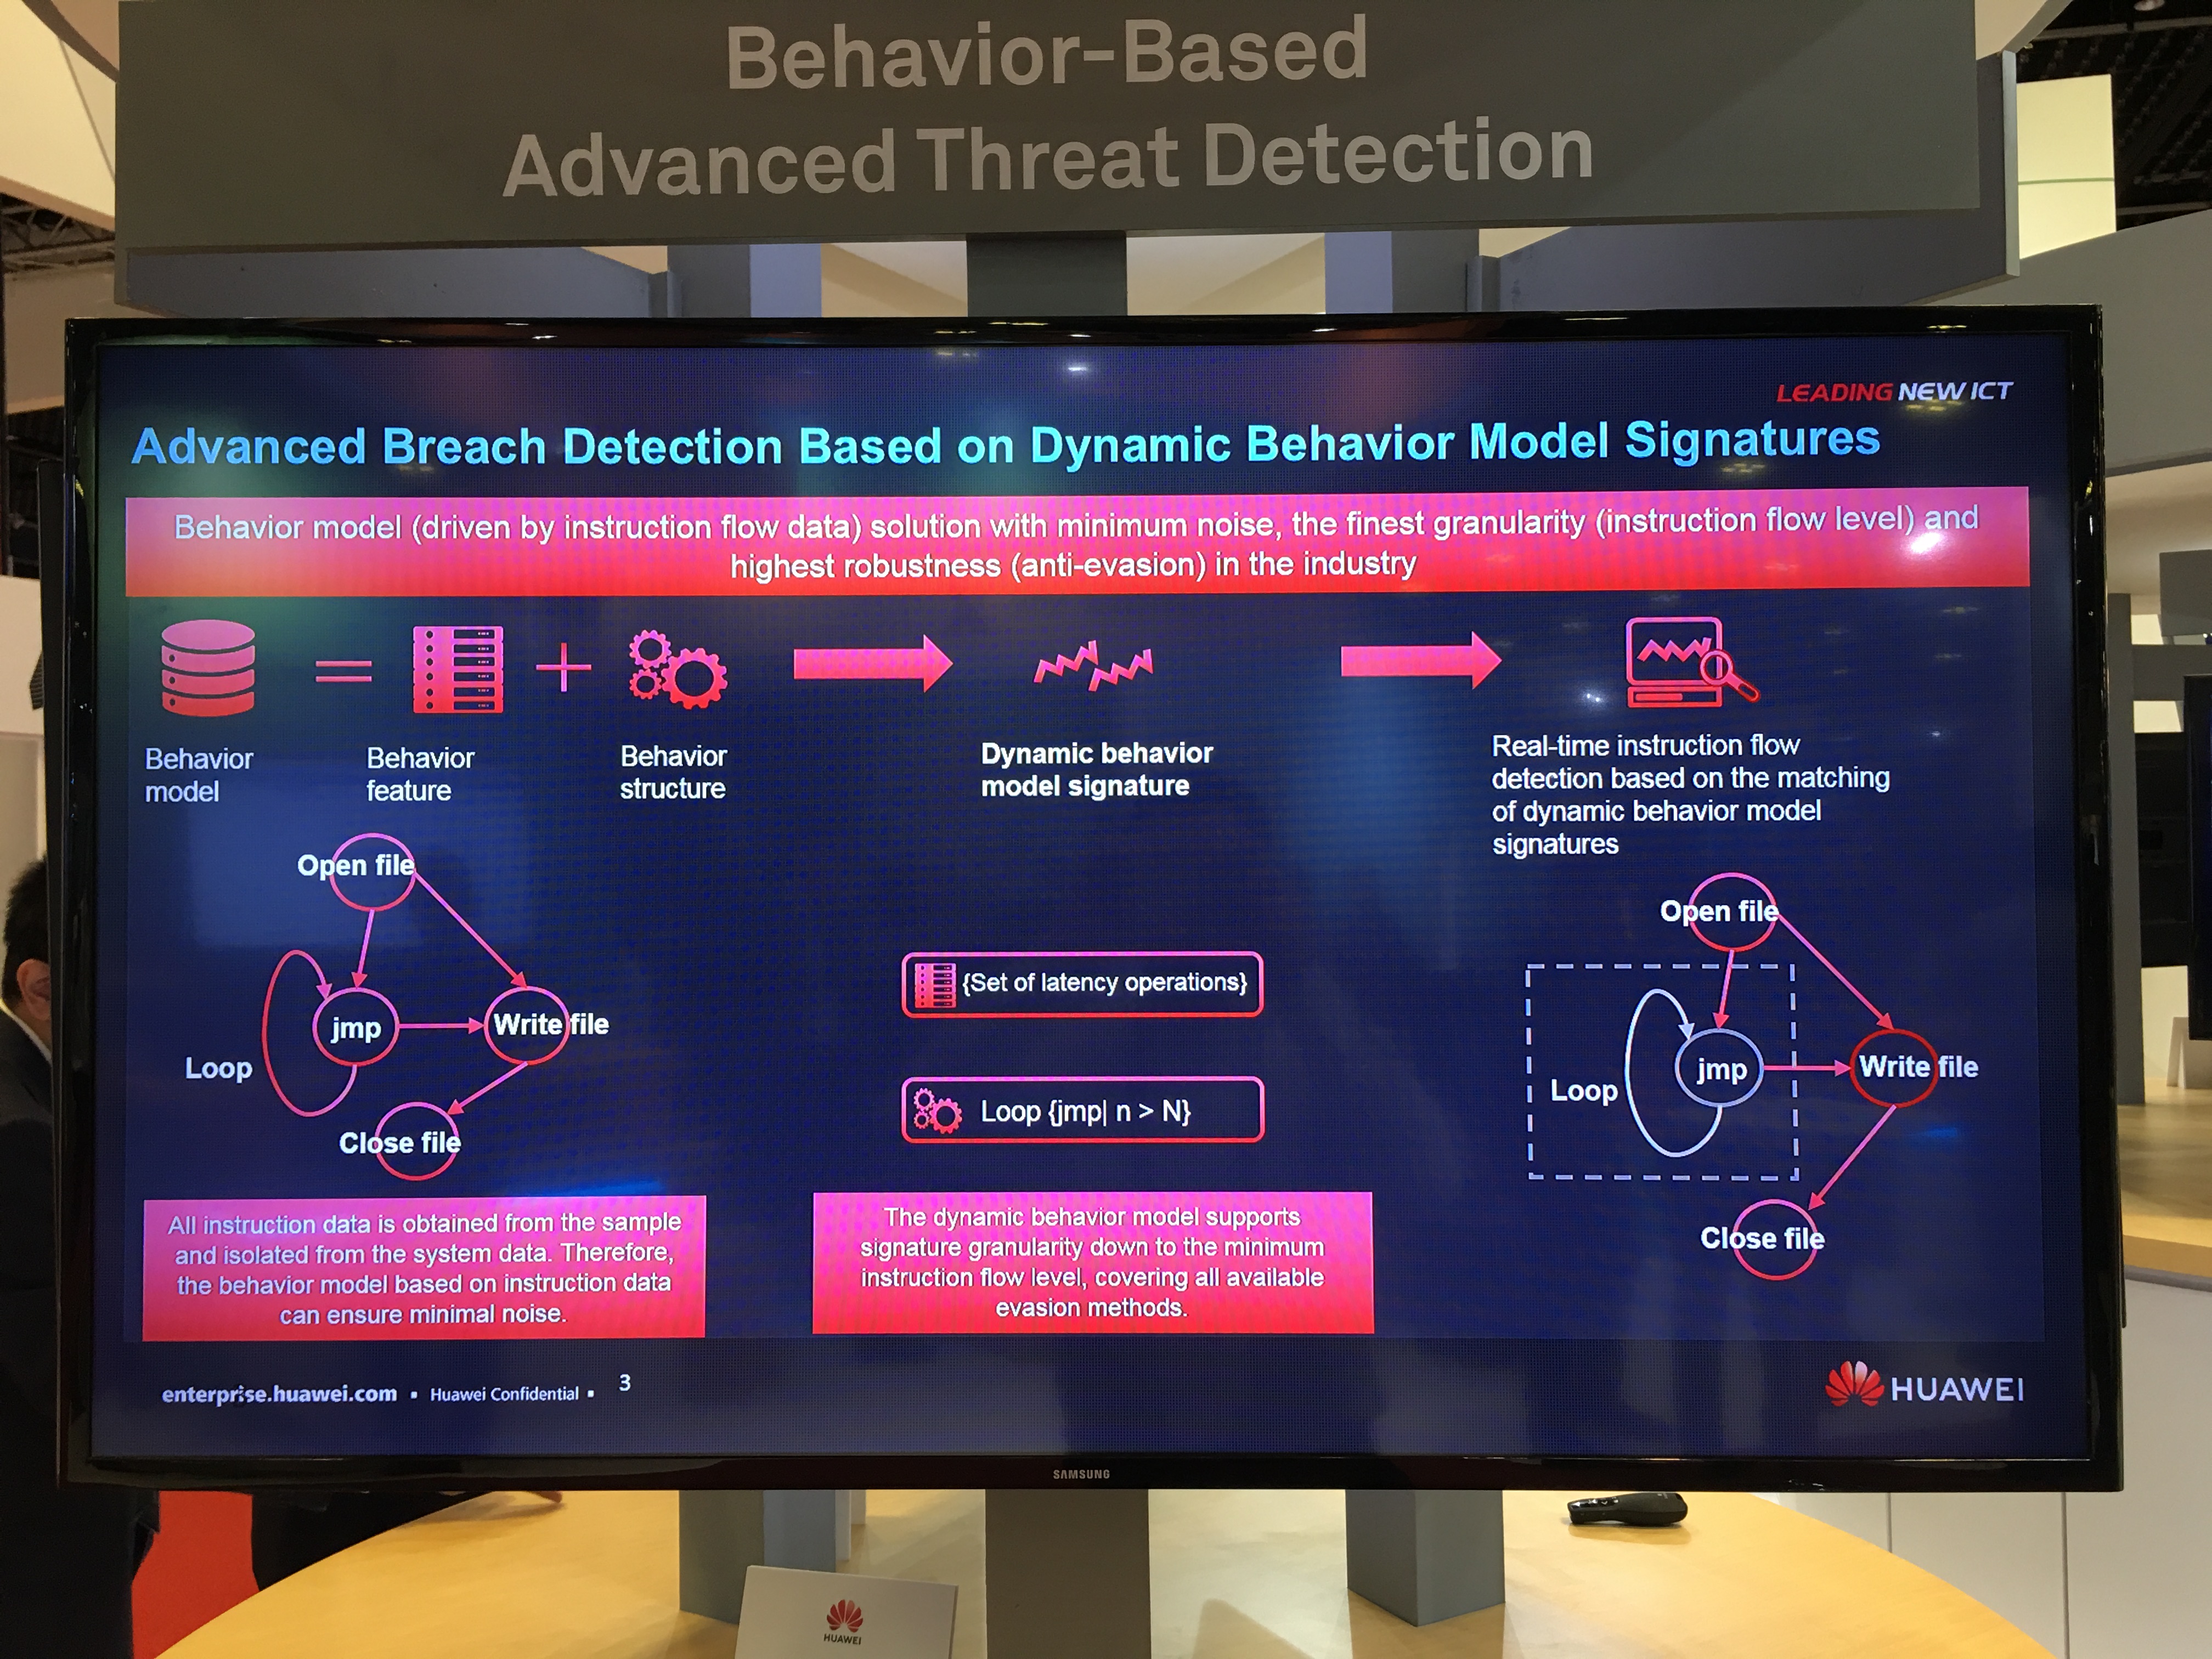 Behavior-Based
Advanced Threat Detection
LEADING NEW ICT
Advanced Breach Detection Based on Dynamic Behavior Model Signatures
Behavior model (driven by instruction flow data) solution with minimum noise, the finest granularity (instruction flow level) and
highest robustness (anti-evasion) in the industry
=
+
Behavior
model
Behavior
feature
Behavior
structure
Dynamic behavior
model signature
Real-time instruction flow
detection based on the matching
of dynamic behavior model
signatures
Open file
jmp
Write file
Loop
Close file
{Set of latency operations}
Loop {jmp| n > N}
Open file
jmp
Write file
Loop
Close file
All instruction data is obtained from the sample
and isolated from the system data. Therefore,
the behavior model based on instruction data
can ensure minimal noise.
The dynamic behavior model supports
signature granularity down to the minimum
instruction flow level, covering all available
evasion methods.
enterprise.huawei.com ▪ Huawei Confidential ▪ 3
HUAWEI
SAMSUNG
HUAWEI